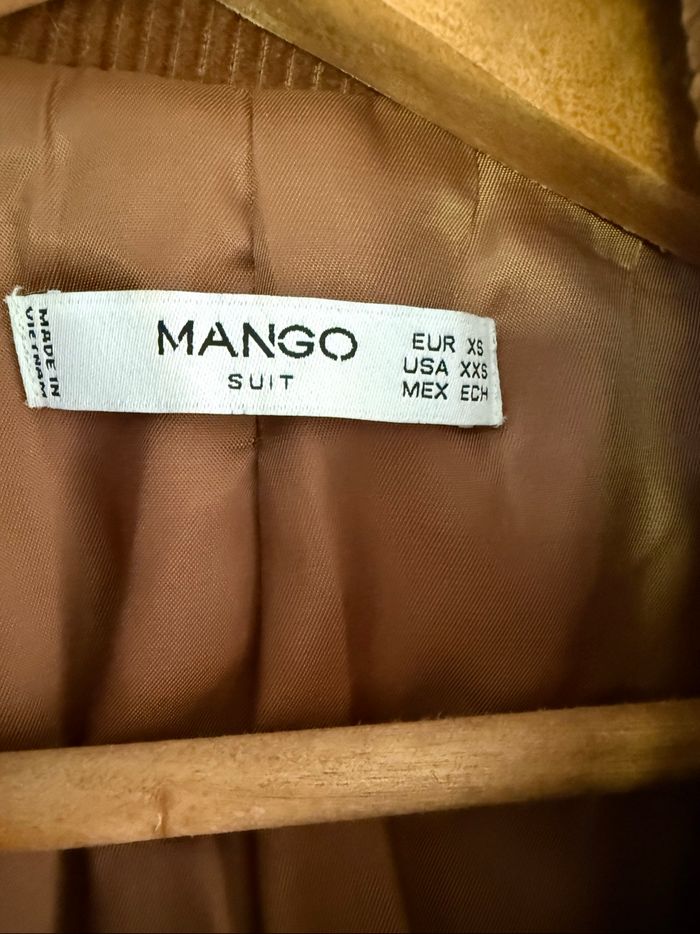 MADE IN
VIETNAM
MANGO
SUIT
EUR XS
USA XXS
MEX ECH